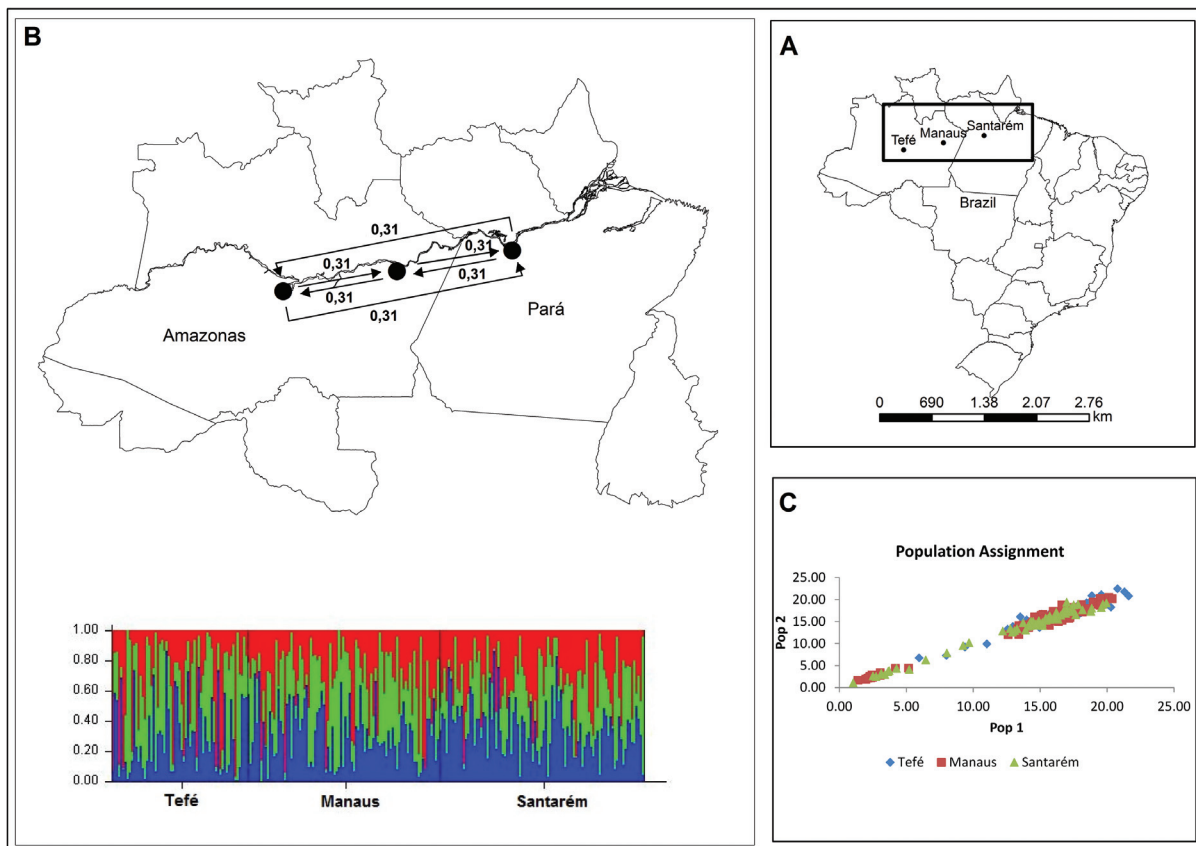 B
0,31
0,31
0,31
0,31
0,31
0,31
Amazonas
Pará
1.00
0.80
0.60
0.40
0.20
0.00
Tefé Manaus Santarém
A
Tefé Manaus Santarém
Brazil
0 690 1.38 2.07 2.76
km
C
Population Assignment
Pop 2
25.00
20.00
15.00
10.00
5.00
0.00
0.00 5.00 10.00 15.00 20.00 25.00
Pop 1
Tefé Manaus Santarém